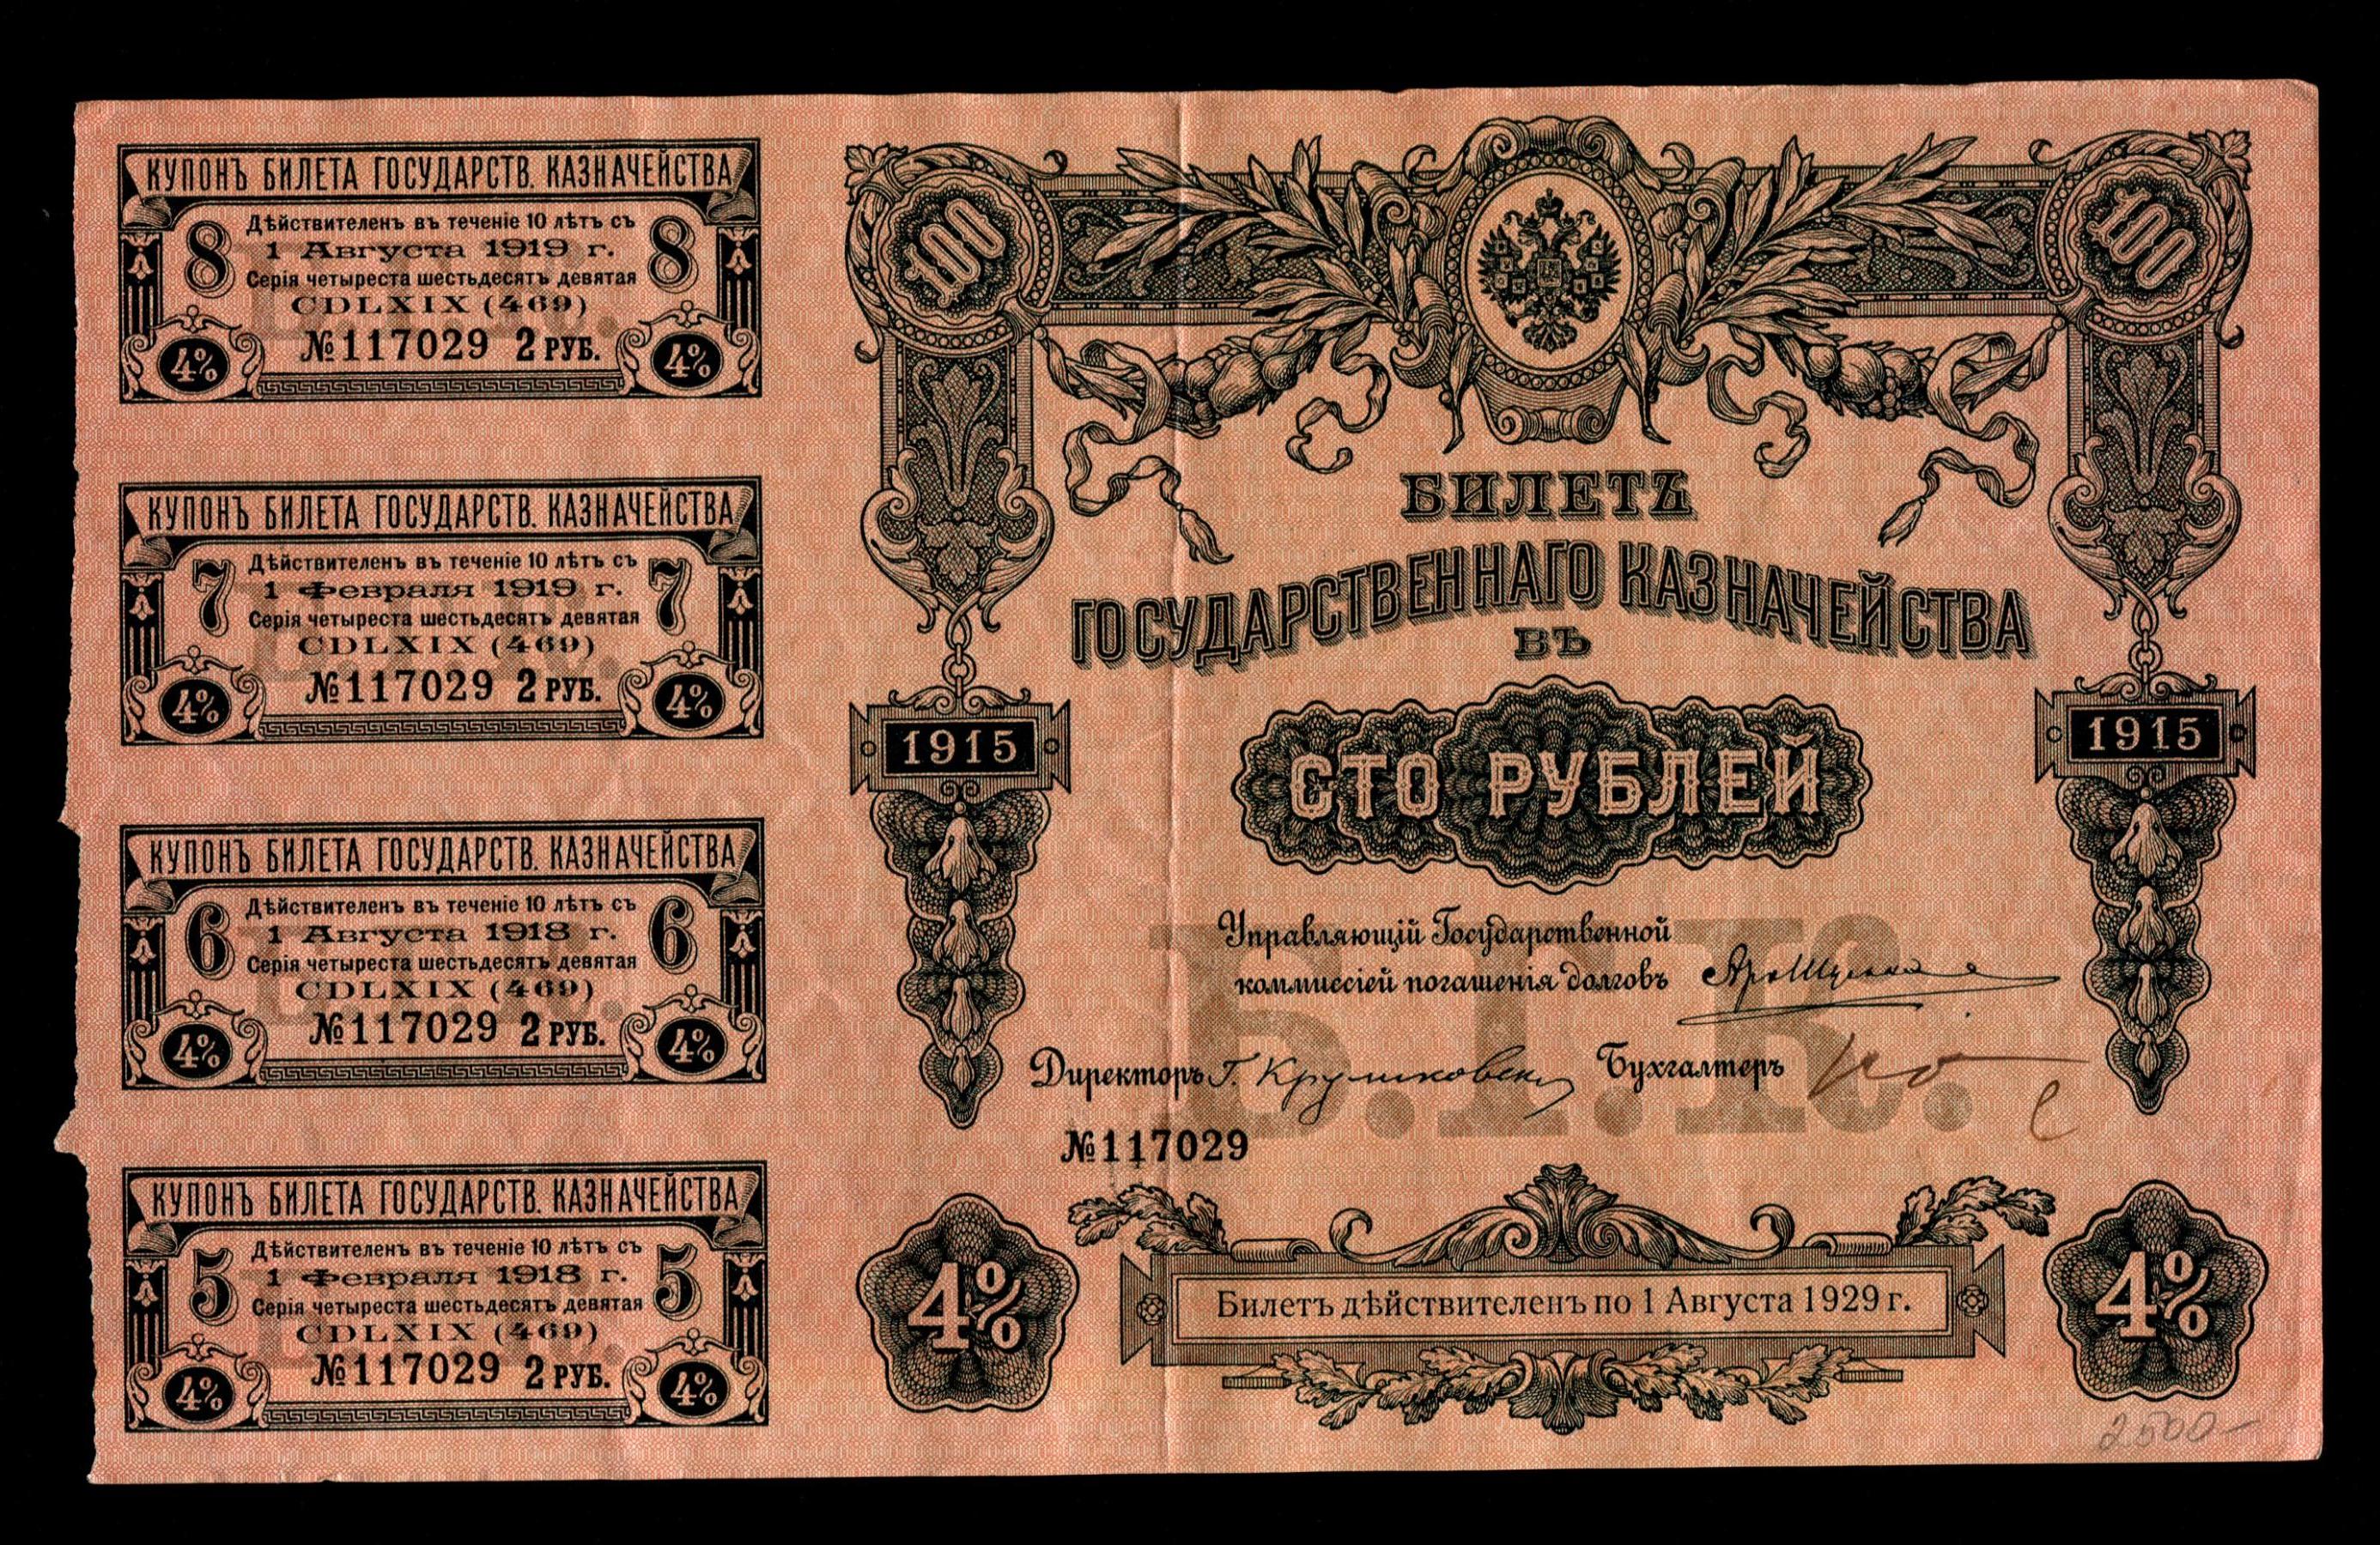 КУПОНЪ БИЛЕТА ГОСУДАРСТВ. КАЗНАЧЕЙСТВА
8 Дѣйствителенъ въ теченіе 10 лѣтъ съ 8
1 Августа 1919 г.
Серія четыреста шестьдесятъ девятая
CDLXIX (469)
№117029 2 РУБ.
4% 4%
КУПОНЪ БИЛЕТА ГОСУДАРСТВ. КАЗНАЧЕЙСТВА
7 Дѣйствителенъ въ теченіе 10 лѣтъ съ 7
1 Февраля 1919 г.
Серія четыреста шестьдесятъ девятая
CDLXIX (469)
№117029 2 РУБ.
4% 4%
КУПОНЪ БИЛЕТА ГОСУДАРСТВ. КАЗНАЧЕЙСТВА
6 Дѣйствителенъ въ теченіе 10 лѣтъ съ 6
1 Августа 1918 г.
Серія четыреста шестьдесятъ девятая
CDLXIX (469)
№117029 2 РУБ.
4% 4%
КУПОНЪ БИЛЕТА ГОСУДАРСТВ. КАЗНАЧЕЙСТВА
5 Дѣйствителенъ въ теченіе 10 лѣтъ съ 5
1 Февраля 1918 г.
Серія четыреста шестьдесятъ девятая
CDLXIX (469)
№117029 2 РУБ.
4% 4%
100 100
БИЛЕТЪ
ГОСУДАРСТВЕННАГО КАЗНАЧЕЙСТВА
ВЪ
1915 1915
СТО РУБЛЕЙ
Управляющій Государственной
коммиссіей погашенія долговъ
Б.Г.К.
Директоръ Бухгалтеръ
№117029
4% 4%
Билетъ дѣйствителенъ по 1 Августа 1929 г.
2500-